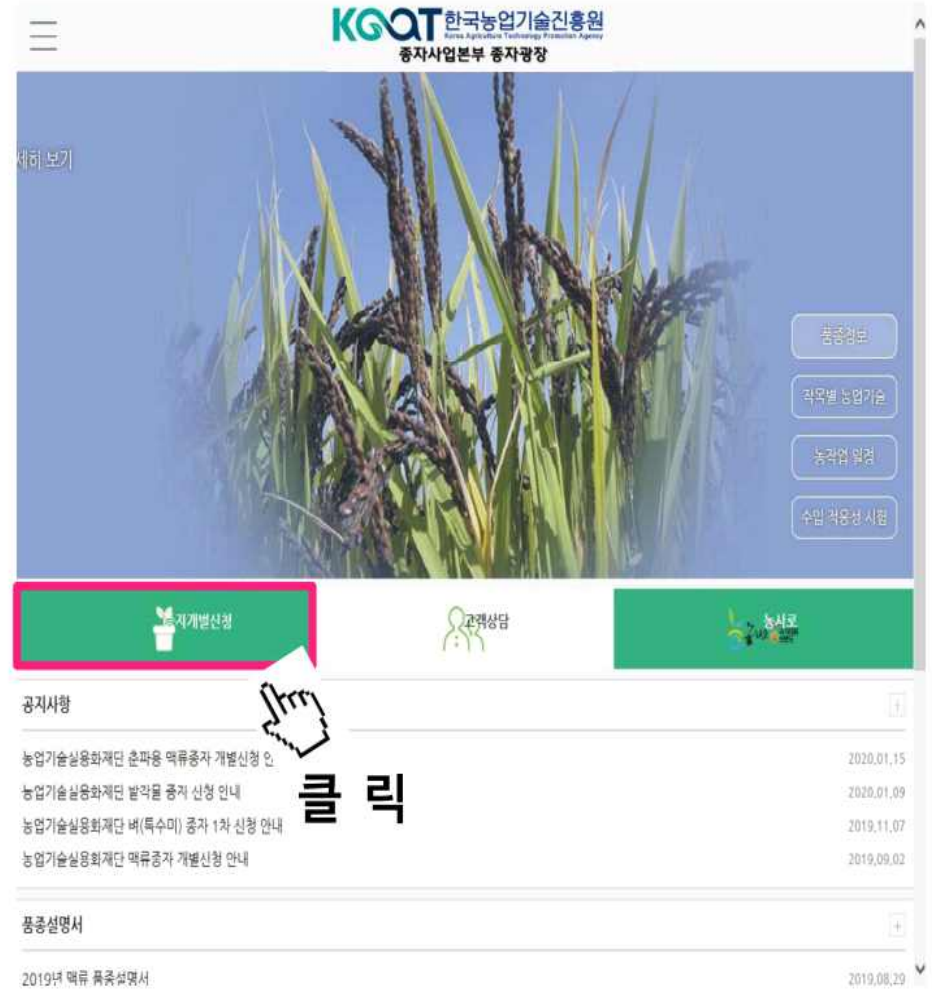 KOAT 한국농업기술진흥원
Korea Agriculture Technology Promotion Agency
종자사업본부 종자광장
세히 보기
품종정보
작목별 농업기술
농작업 일정
수입 적응성 시험
자개별신청
고객상담
농사로
공지사항
농업기술실용화재단 춘파용 맥류종자 개별신청 안
2020.01.15
농업기술실용화재단 밭작물 종자 신청 안내
2020.01.09
농업기술실용화재단 벼(특수미) 종자 1차 신청 안내
2019.11.07
농업기술실용화재단 맥류종자 개별신청 안내
2019.09.02
클 릭
품종설명서
2019년 맥류 품종설명서
2019.08.29